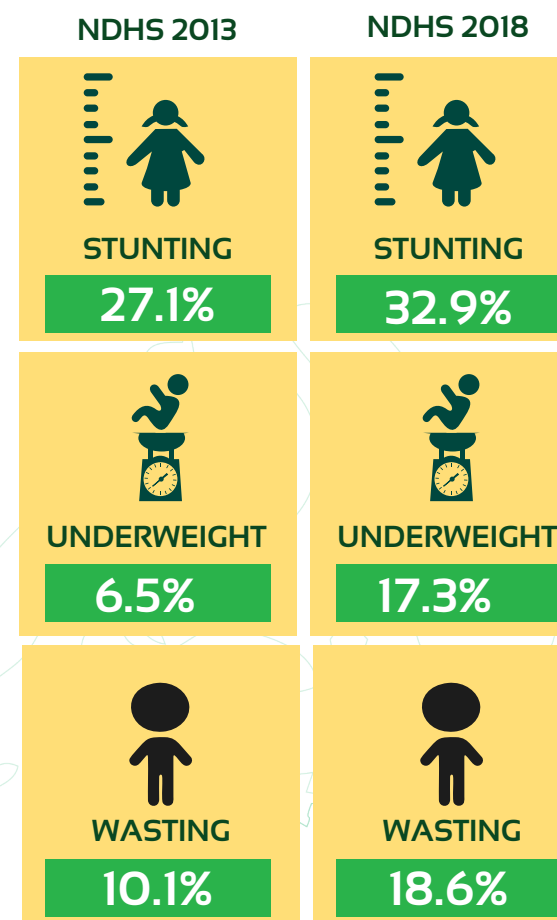 NDHS 2013 NDHS 2018
STUNTING STUNTING
27.1% 32.9%
UNDERWEIGHT UNDERWEIGHT
6.5% 17.3%
WASTING WASTING
10.1% 18.6%